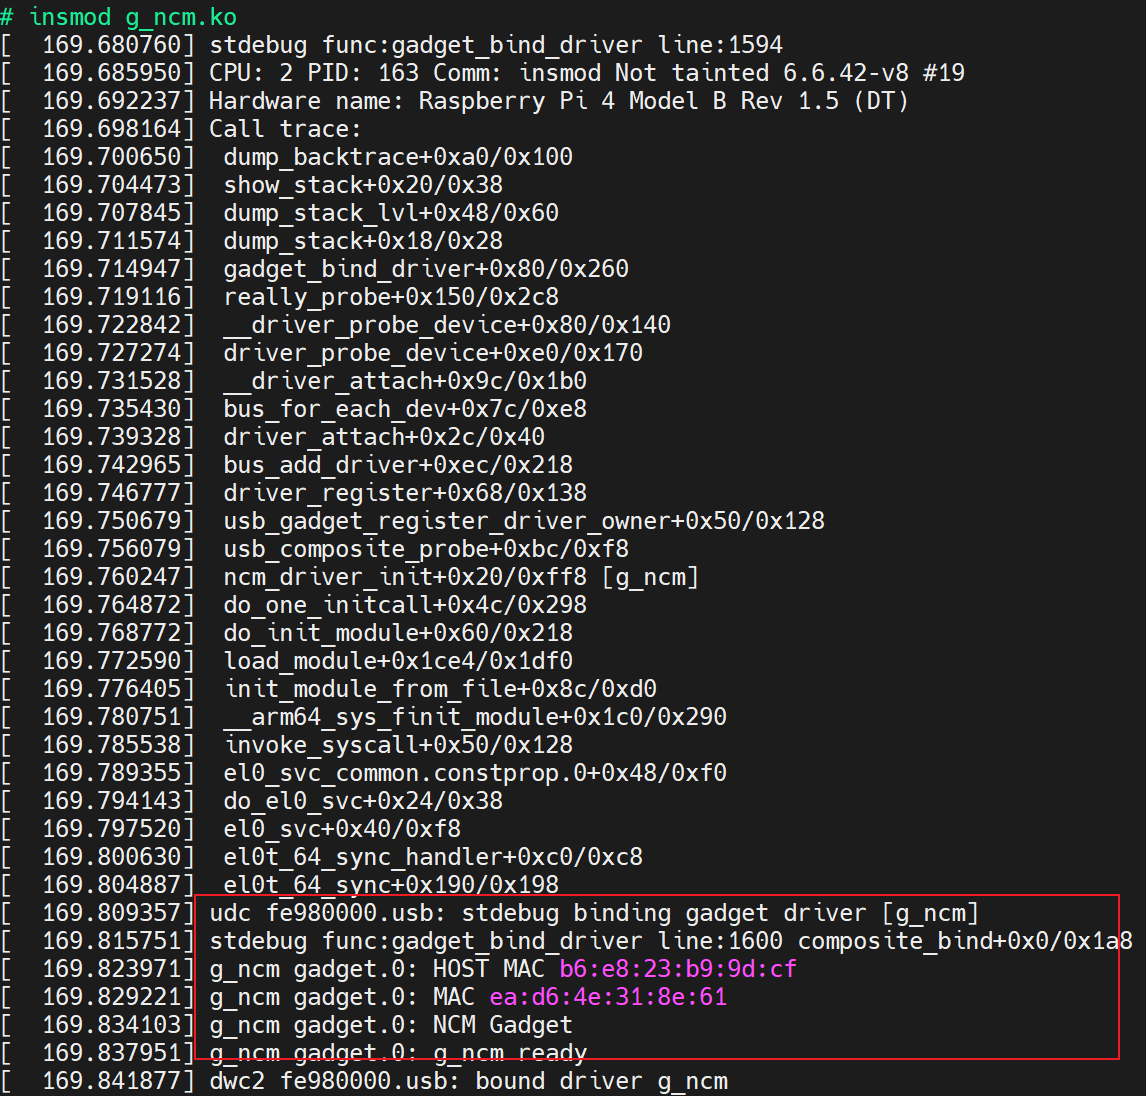 # insmod g_ncm.ko
[  169.680760] stdebug func:gadget_bind_driver line:1594
[  169.685950] CPU: 2 PID: 163 Comm: insmod Not tainted 6.6.42-v8 #19
[  169.692237] Hardware name: Raspberry Pi 4 Model B Rev 1.5 (DT)
[  169.698164] Call trace:
[  169.700650]  dump_backtrace+0xa0/0x100
[  169.704473]  show_stack+0x20/0x38
[  169.707845]  dump_stack_lvl+0x48/0x60
[  169.711574]  dump_stack+0x18/0x28
[  169.714947]  gadget_bind_driver+0x80/0x260
[  169.719116]  really_probe+0x150/0x2c8
[  169.722842]  __driver_probe_device+0x80/0x140
[  169.727274]  driver_probe_device+0xe0/0x170
[  169.731528]  __driver_attach+0x9c/0x1b0
[  169.735430]  bus_for_each_dev+0x7c/0xe8
[  169.739328]  driver_attach+0x2c/0x40
[  169.742965]  bus_add_driver+0xec/0x218
[  169.746777]  driver_register+0x68/0x138
[  169.750679]  usb_gadget_register_driver_owner+0x50/0x128
[  169.756079]  usb_composite_probe+0xbc/0xf8
[  169.760247]  ncm_driver_init+0x20/0xff8 [g_ncm]
[  169.764872]  do_one_initcall+0x4c/0x298
[  169.768772]  do_init_module+0x60/0x218
[  169.772590]  load_module+0x1ce4/0x1df0
[  169.776405]  init_module_from_file+0x8c/0xd0
[  169.780751]  __arm64_sys_finit_module+0x1c0/0x290
[  169.785538]  invoke_syscall+0x50/0x128
[  169.789355]  el0_svc_common.constprop.0+0x48/0xf0
[  169.794143]  do_el0_svc+0x24/0x38
[  169.797520]  el0_svc+0x40/0xf8
[  169.800630]  el0t_64_sync_handler+0xc0/0xc8
[  169.804887]  el0t_64_sync+0x190/0x198
[  169.809357] udc fe980000.usb: stdebug binding gadget driver [g_ncm]
[  169.815751] stdebug func:gadget_bind_driver line:1600 composite_bind+0x0/0x1a8
[  169.823971] g_ncm gadget.0: HOST MAC b6:e8:23:b9:9d:cf
[  169.829221] g_ncm gadget.0: MAC ea:d6:4e:31:8e:61
[  169.834103] g_ncm gadget.0: NCM Gadget
[  169.837951] g_ncm gadget.0: g_ncm ready
[  169.841877] dwc2 fe980000.usb: bound driver g_ncm